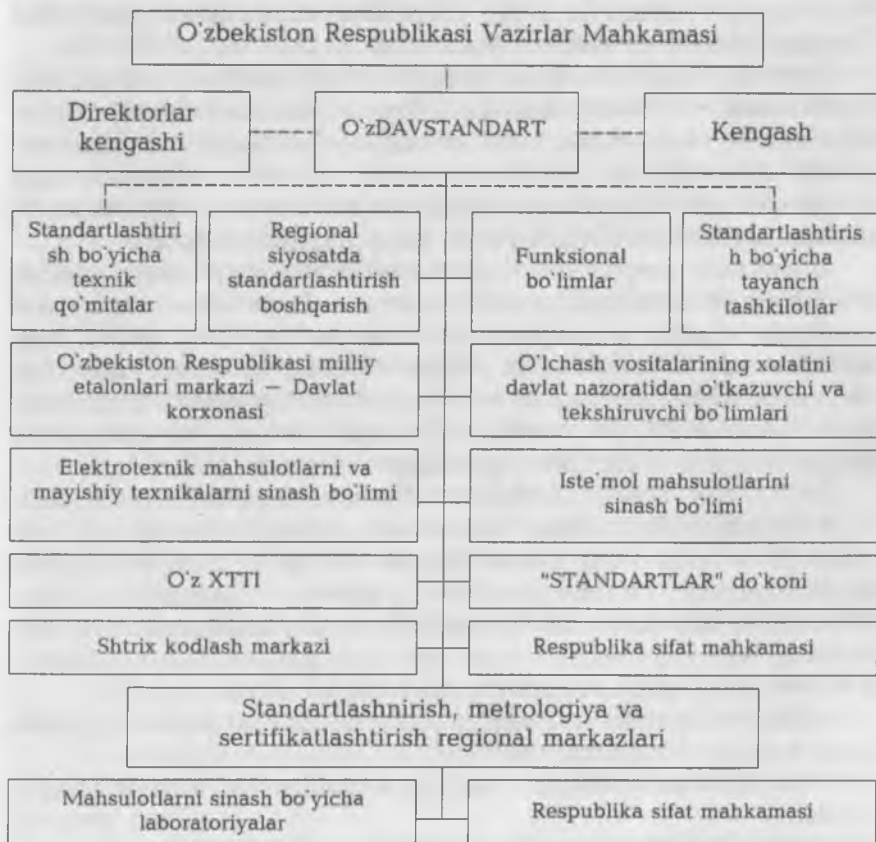 O`zbekiston Respublikasi Vazirlar Mahkamasi
Direktorlar
kengashi
O`zDAVSTANDART
Kengash
Standartlashtiri
sh bo`yicha
texnik
qo`mitalar
Regional
siyosatda
standartlashtirish
boshqarish
Funksional
bo`limlar
Standartlashtiris
h bo`yicha
tayanch
tashkilotlar
O`zbekiston Respublikasi milliy
etalonlari markazi — Davlat
korxonasi
O`lchash vositalarining xolatini
davlat nazoratidan o`tkazuvchi va
tekshiruvchi bo`limlari
Elektrotexnik mahsulotlarni va
mayishiy texnikalarni sinash bo`limi
Iste`mol mahsulotlarini
sinash bo`limi
O`z XTTI
"STANDARTLAR" do`koni
Shtrix kodlash markazi
Respublika sifat mahkamasi
Standartlashnirish, metrologiya va
sertifikatlashtirish regional markazlari
Mahsulotlarni sinash bo`yicha
laboratoriyalar
Respublika sifat mahkamasi